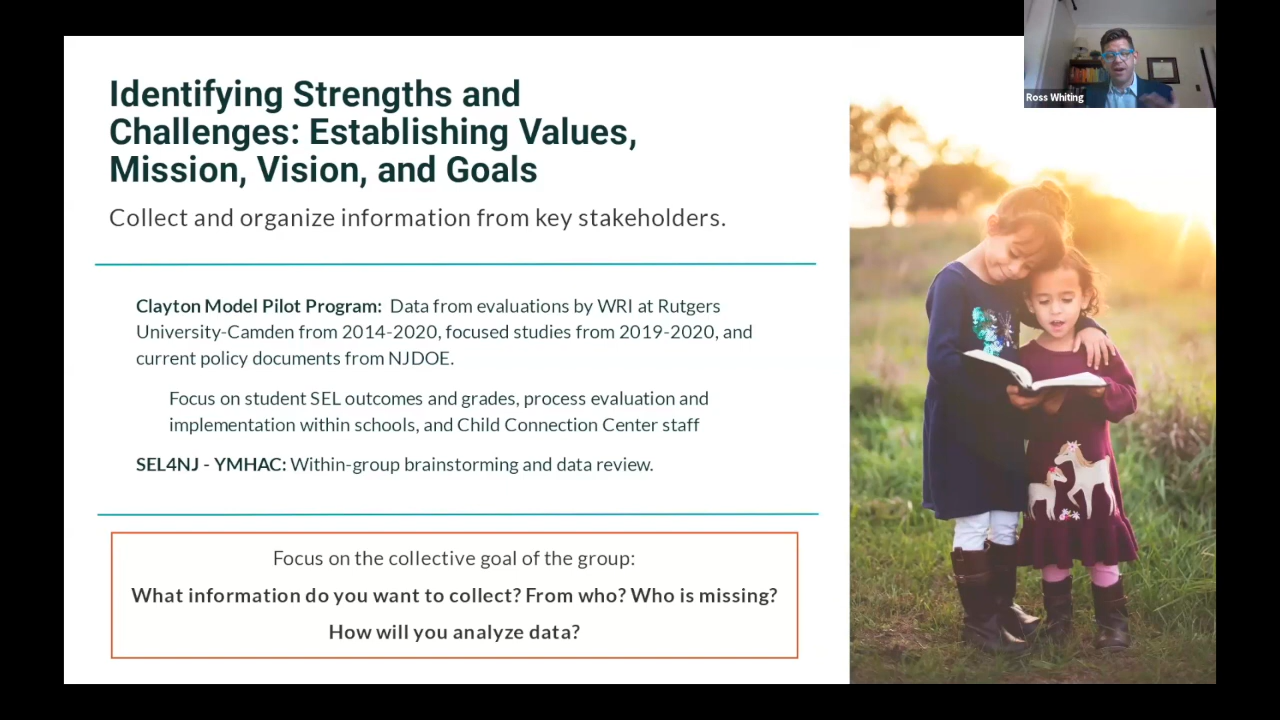 Identifying Strengths and
Challenges: Establishing Values,
Mission, Vision, and Goals
Collect and organize information from key stakeholders.
Clayton Model Pilot Program: Data from evaluations by WRI at Rutgers
University-Camden from 2014-2020, focused studies from 2019-2020, and
current policy documents from NJDOE.
Focus on student SEL outcomes and grades, process evaluation and
implementation within schools, and Child Connection Center staff
SEL4NJ - YMHAC: Within-group brainstorming and data review.
Focus on the collective goal of the group:
What information do you want to collect? From who? Who is missing?
How will you analyze data?
Ross Whiting